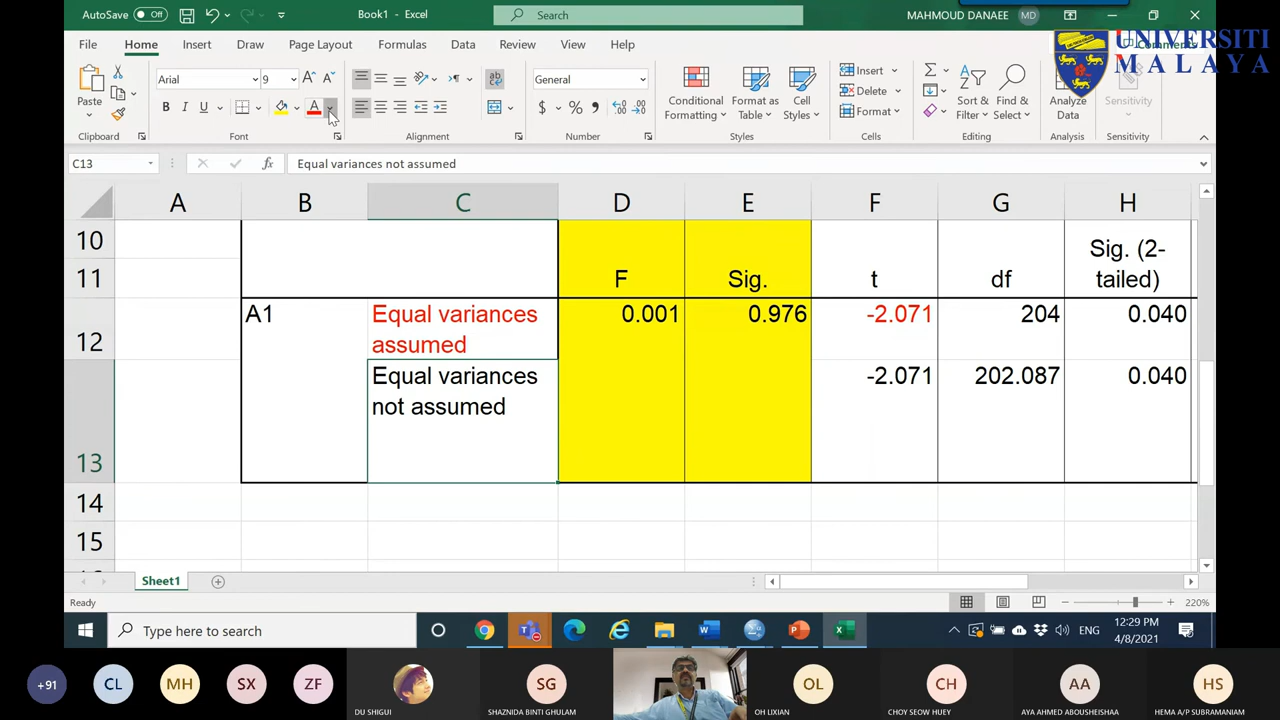 AutoSave Off Book1 - Excel Search MAHMOUD DANAEE MD
UNIVERSITI
MALAYA
File Home Insert Draw Page Layout Formulas Data Review View Help Comments
Paste
Arial 9
General
Conditional Formatting
Format as Table
Cell Styles
Insert
Delete
Format
Sort & Filter
Find & Select
Analyze Data
Sensitivity
B I U
$ % ,
Clipboard Font Alignment Number Styles Cells Editing Analysis Sensitivity
C13 fx Equal variances not assumed
A B C D E F G H
10
11 F Sig. t df Sig. (2-
tailed)
12 A1 Equal variances 0.001 0.976 -2.071 204 0.040
assumed
13 Equal variances -2.071 202.087 0.040
not assumed
14
15
Sheet1
Ready 220%
Type here to search ENG 12:29 PM
4/8/2021
+91 CL MH SX ZF SG OL CH AA HS
DU SHIGUI SHAZNIDA BINTI GHULAM OH LIXIAN CHOY SEOW HUEY AYA AHMED ABOUSHEISHAA HEMA A/P SUBRAMANIAM